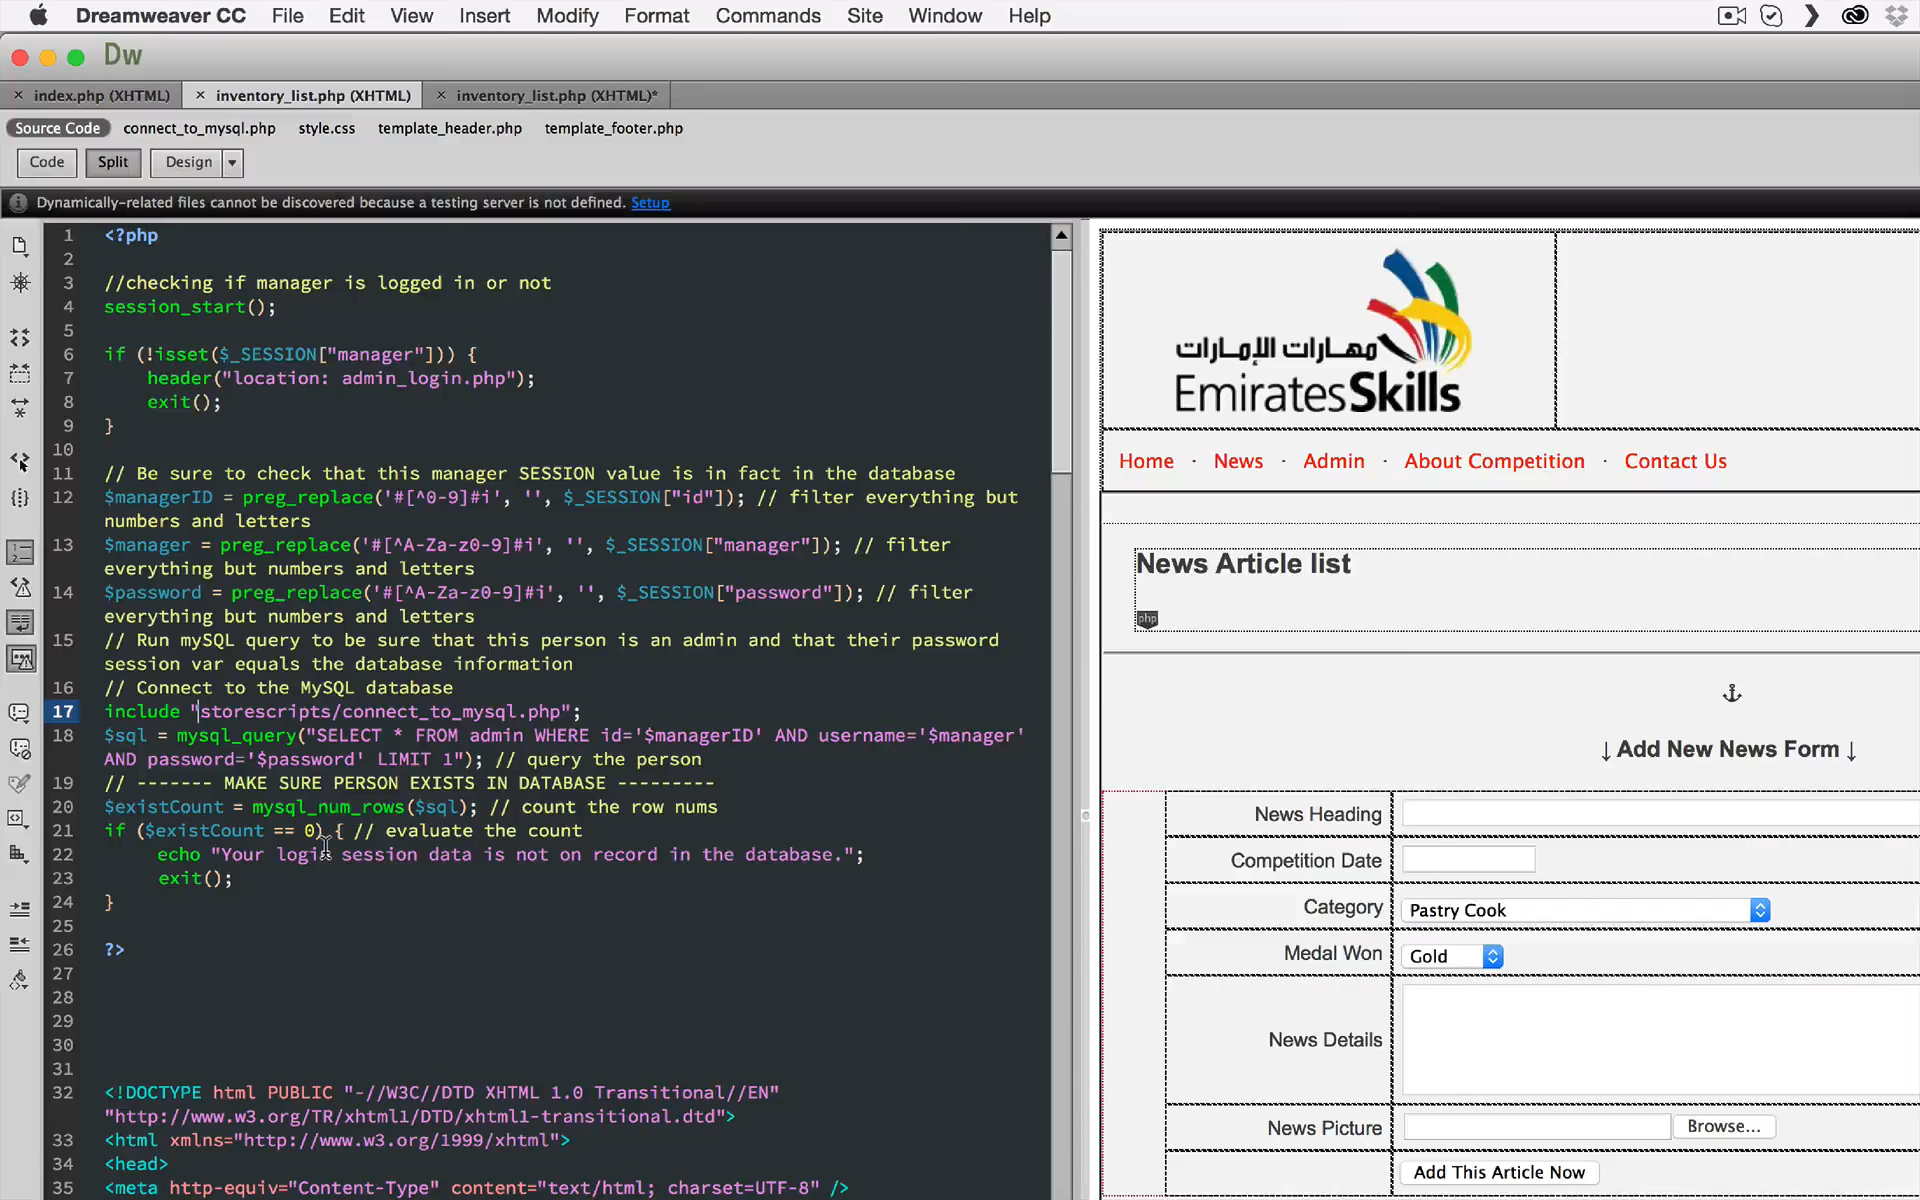 Dreamweaver CC File Edit View Insert Modify Format Commands Site Window Help
Dw
× index.php (XHTML) × inventory_list.php (XHTML) × inventory_list.php (XHTML)*
Source Code connect_to_mysql.php style.css template_header.php template_footer.php
Code Split Design
Dynamically-related files cannot be discovered because a testing server is not defined. Setup
1 <?php
2
3 //checking if manager is logged in or not
4 session_start();
5
6 if (!isset($_SESSION["manager"])) {
7 header("location: admin_login.php");
8 exit();
9 }
10
11 // Be sure to check that this manager SESSION value is in fact in the database
12 $managerID = preg_replace('#[^0-9]#i', '', $_SESSION["id"]); // filter everything but
numbers and letters
13 $manager = preg_replace('#[^A-Za-z0-9]#i', '', $_SESSION["manager"]); // filter
everything but numbers and letters
14 $password = preg_replace('#[^A-Za-z0-9]#i', '', $_SESSION["password"]); // filter
everything but numbers and letters
15 // Run mySQL query to be sure that this person is an admin and that their password
session var equals the database information
16 // Connect to the MySQL database
17 include "storescripts/connect_to_mysql.php";
18 $sql = mysql_query("SELECT * FROM admin WHERE id='$managerID' AND username='$manager'
AND password='$password' LIMIT 1"); // query the person
19 // ------- MAKE SURE PERSON EXISTS IN DATABASE ---------
20 $existCount = mysql_num_rows($sql); // count the row nums
21 if ($existCount == 0) { // evaluate the count
22 echo "Your login session data is not on record in the database.";
23 exit();
24 }
25
26 ?>
27
28
29
30
31
32 <!DOCTYPE html PUBLIC "-//W3C//DTD XHTML 1.0 Transitional//EN"
"http://www.w3.org/TR/xhtml1/DTD/xhtml1-transitional.dtd">
33 <html xmlns="http://www.w3.org/1999/xhtml">
34 <head>
35 <meta http-equiv="Content-Type" content="text/html; charset=UTF-8" />
مهارات الإمارات
EmiratesSkills
Home · News · Admin · About Competition · Contact Us
News Article list
php
↓ Add New News Form ↓
News Heading
Competition Date
Category Pastry Cook
Medal Won Gold
News Details
News Picture Browse...
Add This Article Now